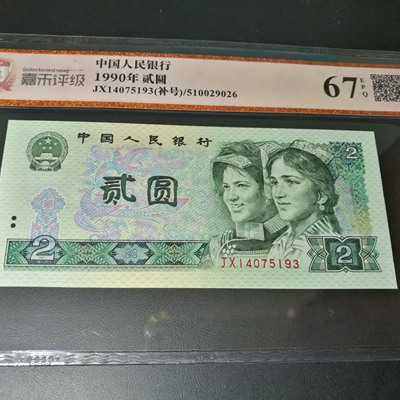 嘉禾评级
中国人民银行
1990年 贰圆
JX14075193(补号)/510029026
67 EPQ
中国人民银行
2
贰圆
JX14075193
2
2